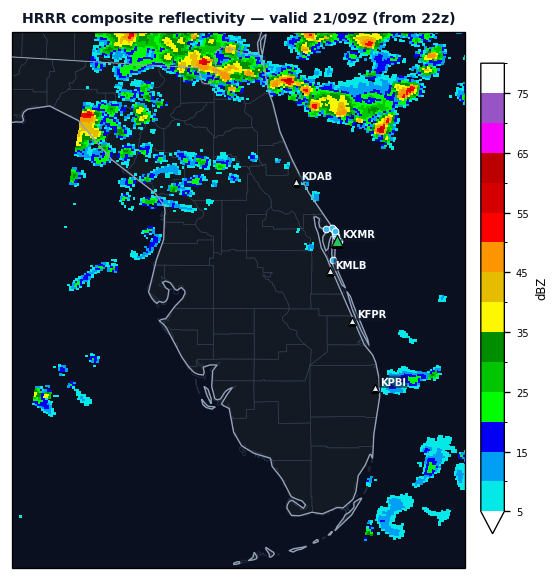 HRRR composite reflectivity — valid 21/09Z (from 22z)
KDAB
KXMR
KMLB
KFPR
KPBI
75
65
55
45
35
25
15
5
dBZ